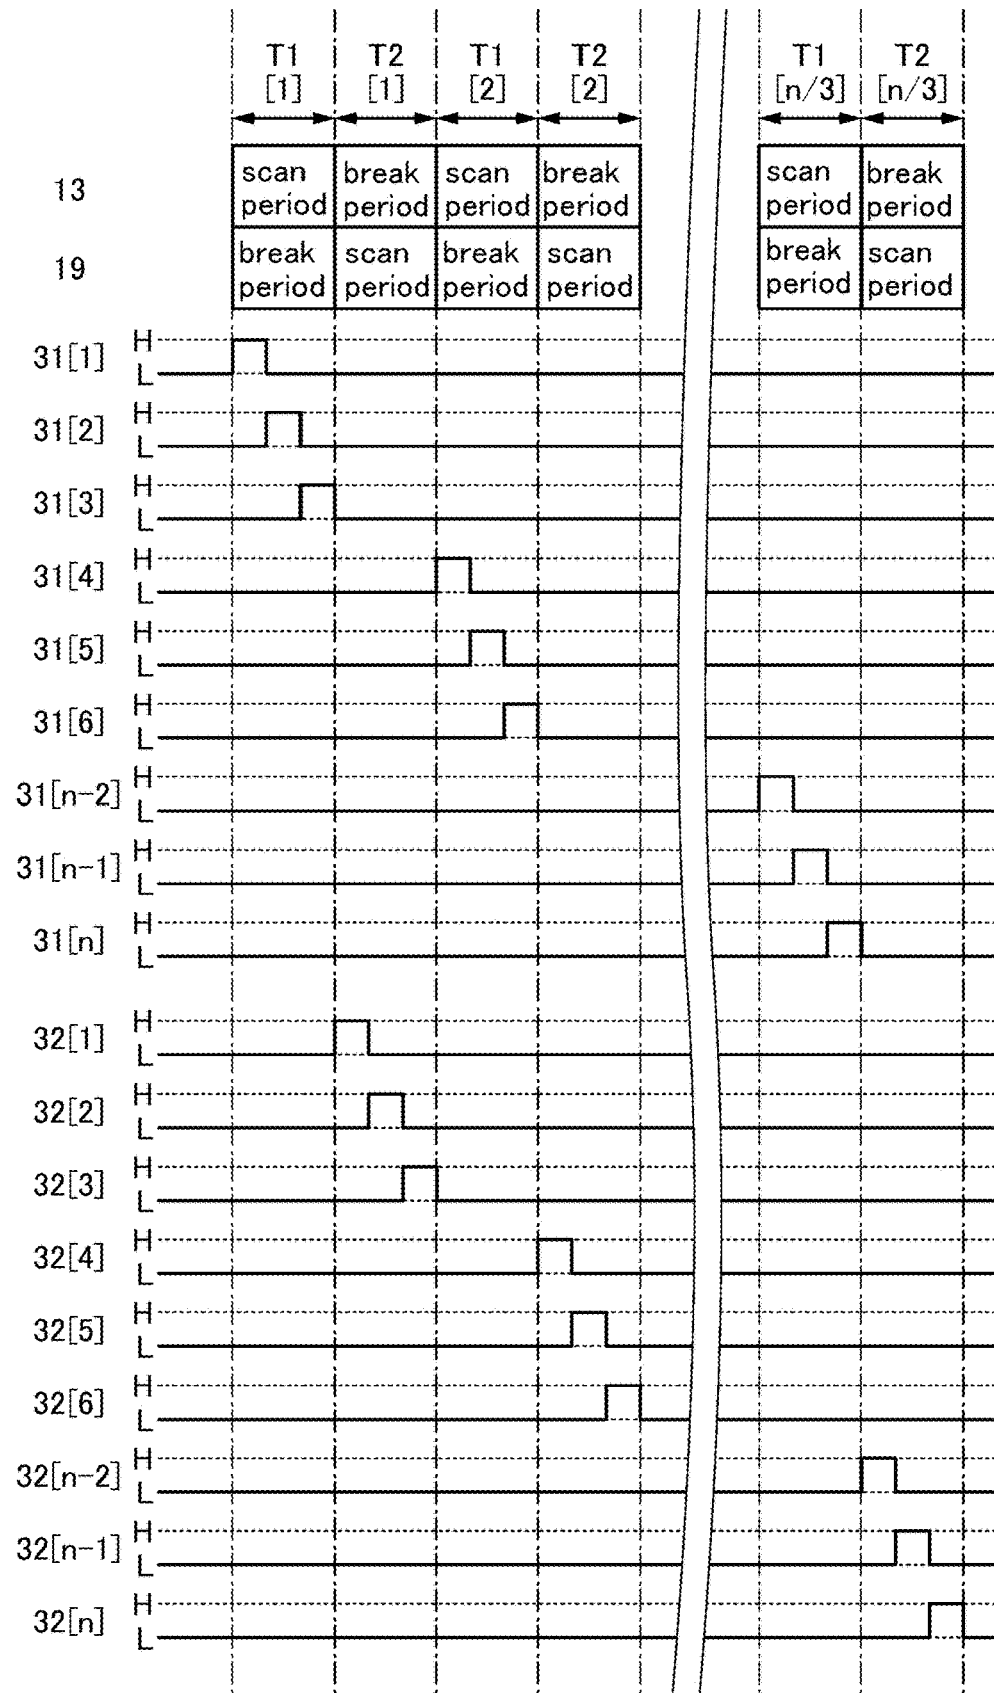 T1 T2 T1 T2 T1 T2
[1] [1] [2] [2] [n/3] [n/3]
13 scan break scan break scan break
period period period period period period
19 break scan break scan break scan
period period period period period period
31[1] H
L
31[2] H
L
31[3] H
L
31[4] H
L
31[5] H
L
31[6] H
L
31[n-2] H
L
31[n-1] H
L
31[n] H
L
32[1] H
L
32[2] H
L
32[3] H
L
32[4] H
L
32[5] H
L
32[6] H
L
32[n-2] H
L
32[n-1] H
L
32[n] H
L